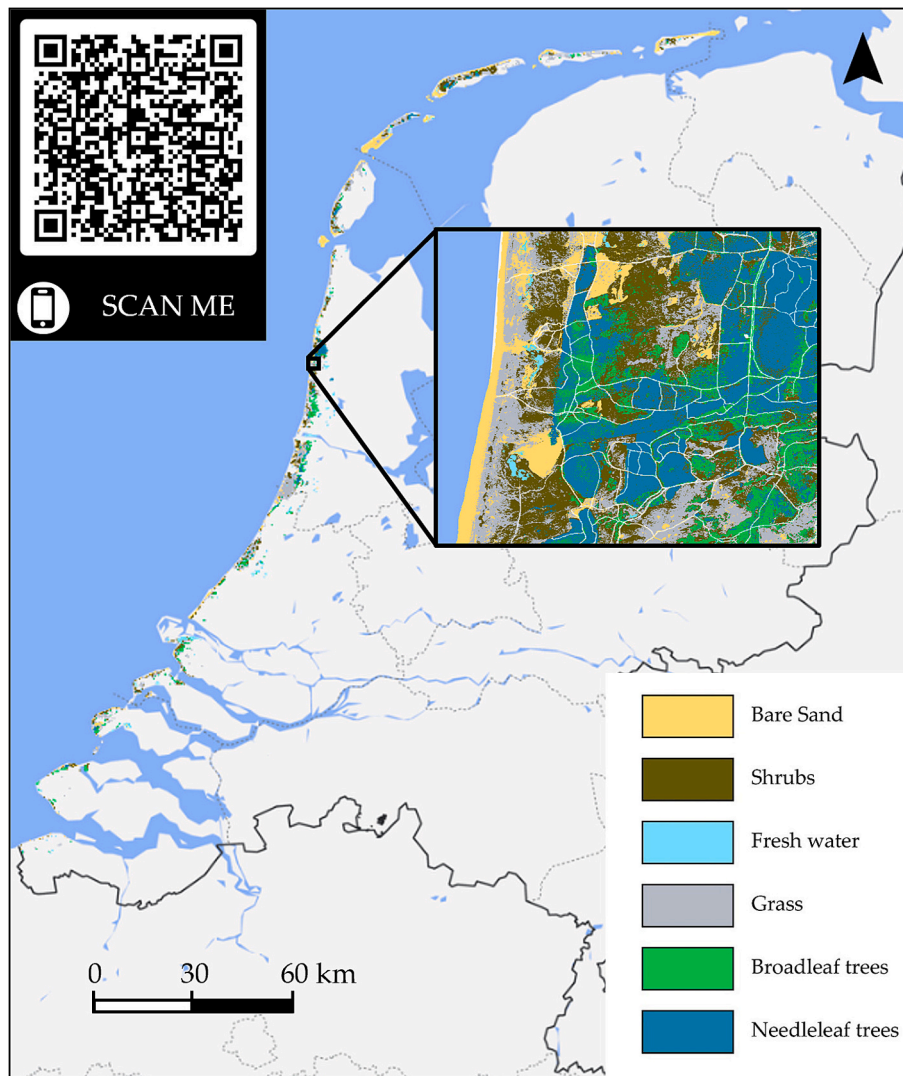 SCAN ME
Bare Sand
Shrubs
Fresh water
Grass
Broadleaf trees
Needleleaf trees
0 30 60 km